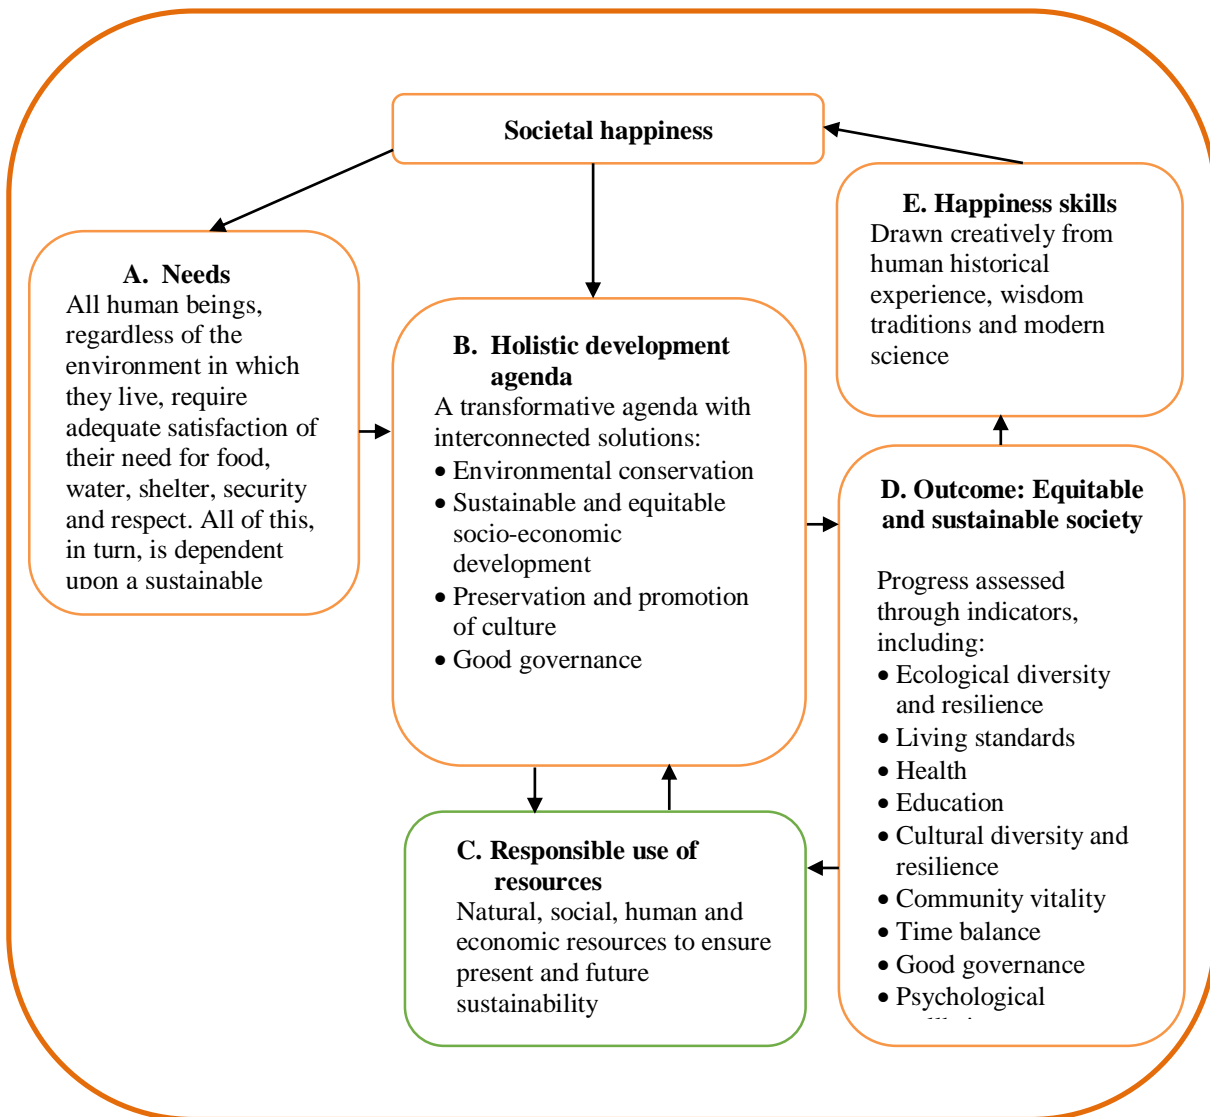 Societal happiness
A. Needs
All human beings,
regardless of the
environment in which
they live, require
adequate satisfaction of
their need for food,
water, shelter, security
and respect. All of this,
in turn, is dependent
upon a sustainable
B. Holistic development
agenda
A transformative agenda with
interconnected solutions:
• Environmental conservation
• Sustainable and equitable
socio-economic
development
• Preservation and promotion
of culture
• Good governance
C. Responsible use of
resources
Natural, social, human and
economic resources to ensure
present and future
sustainability
D. Outcome: Equitable
and sustainable society
Progress assessed
through indicators,
including:
• Ecological diversity
and resilience
• Living standards
• Health
• Education
• Cultural diversity and
resilience
• Community vitality
• Time balance
• Good governance
• Psychological
E. Happiness skills
Drawn creatively from
human historical
experience, wisdom
traditions and modern
science